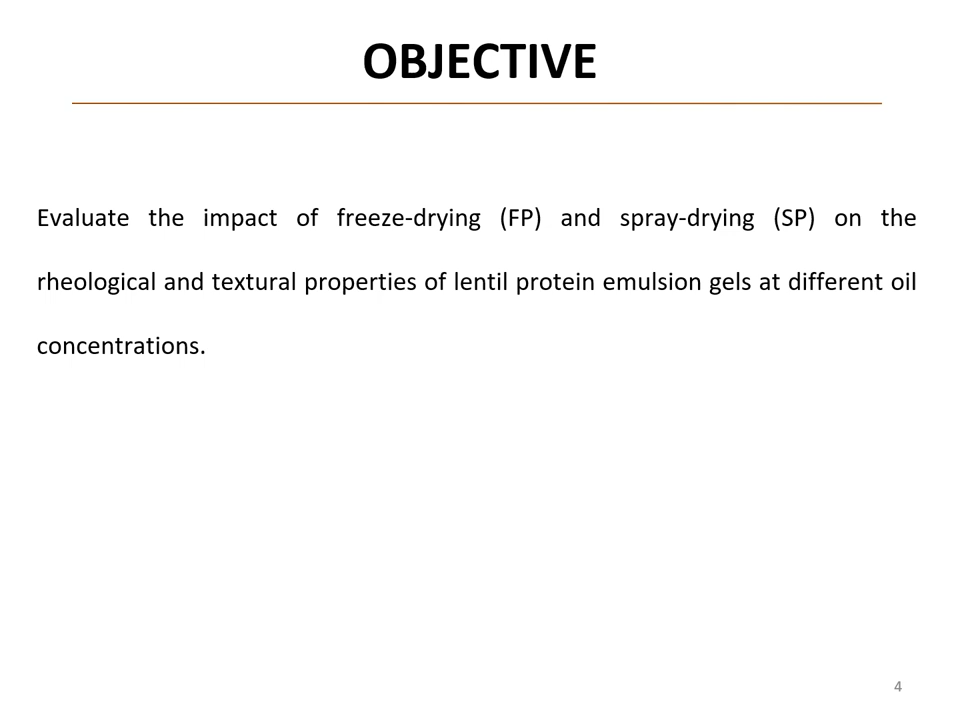 OBJECTIVE
Evaluate the impact of freeze-drying (FP) and spray-drying (SP) on the
rheological and textural properties of lentil protein emulsion gels at different oil
concentrations.
4